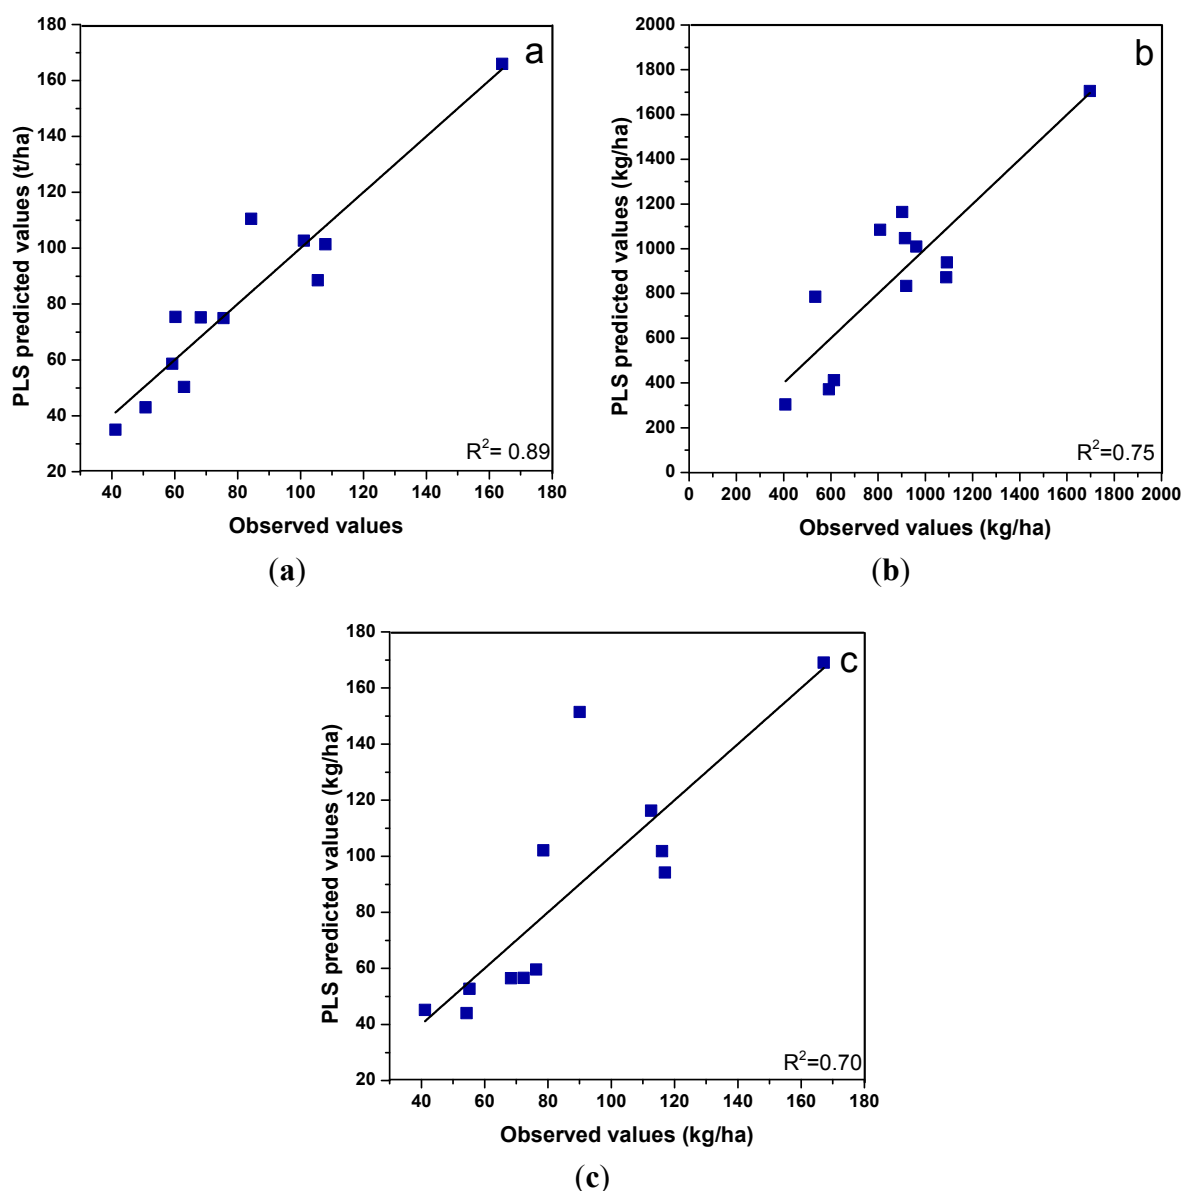 180
160
140
120
100
80
60
40
20
PLS predicted values (t/ha)
a
R²= 0.89
40 60 80 100 120 140 160 180
Observed values
(a)
2000
1800
1600
1400
1200
1000
800
600
400
200
0
PLS predicted values (kg/ha)
b
R²=0.75
0 200 400 600 800 1000 1200 1400 1600 1800 2000
Observed values (kg/ha)
(b)
180
160
140
120
100
80
60
40
20
PLS predicted values (kg/ha)
c
R²=0.70
40 60 80 100 120 140 160 180
Observed values (kg/ha)
(c)